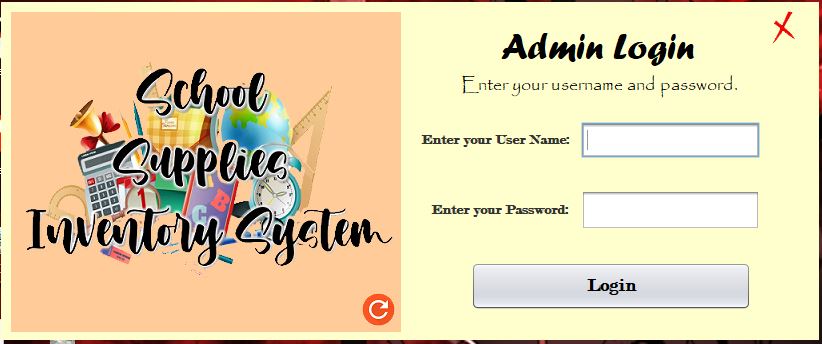 School
Supplies
Inventory System
Admin Login
Enter your username and password.
Enter your User Name:
Enter your Password:
Login